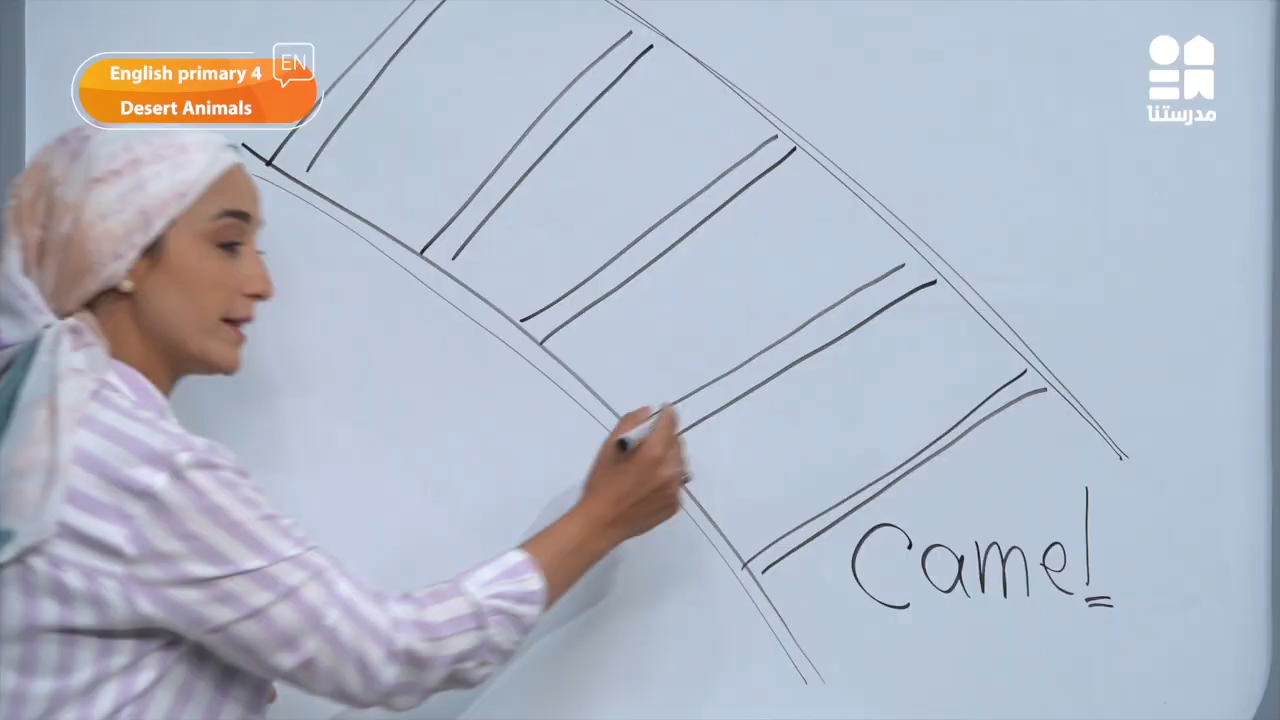 English primary 4
EN
Desert Animals
مدرستنا
Camel